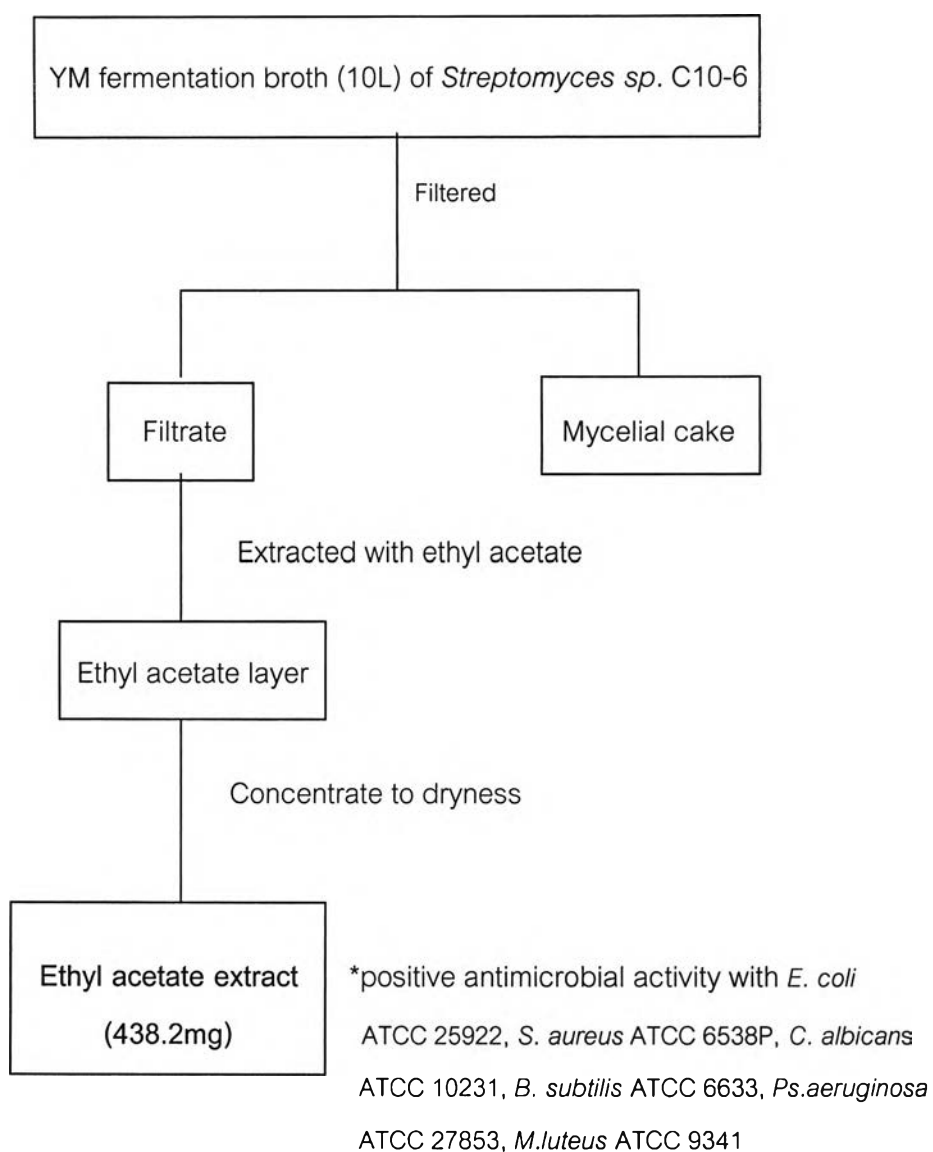 YM fermentation broth (10L) of Streptomyces sp. C10-6
Filtered
Filtrate
Mycelial cake
Extracted with ethyl acetate
Ethyl acetate layer
Concentrate to dryness
Ethyl acetate extract
(438.2mg)
*positive antimicrobial activity with E. coli
ATCC 25922, S. aureus ATCC 6538P, C. albicans
ATCC 10231, B. subtilis ATCC 6633, Ps.aeruginosa
ATCC 27853, M.luteus ATCC 9341